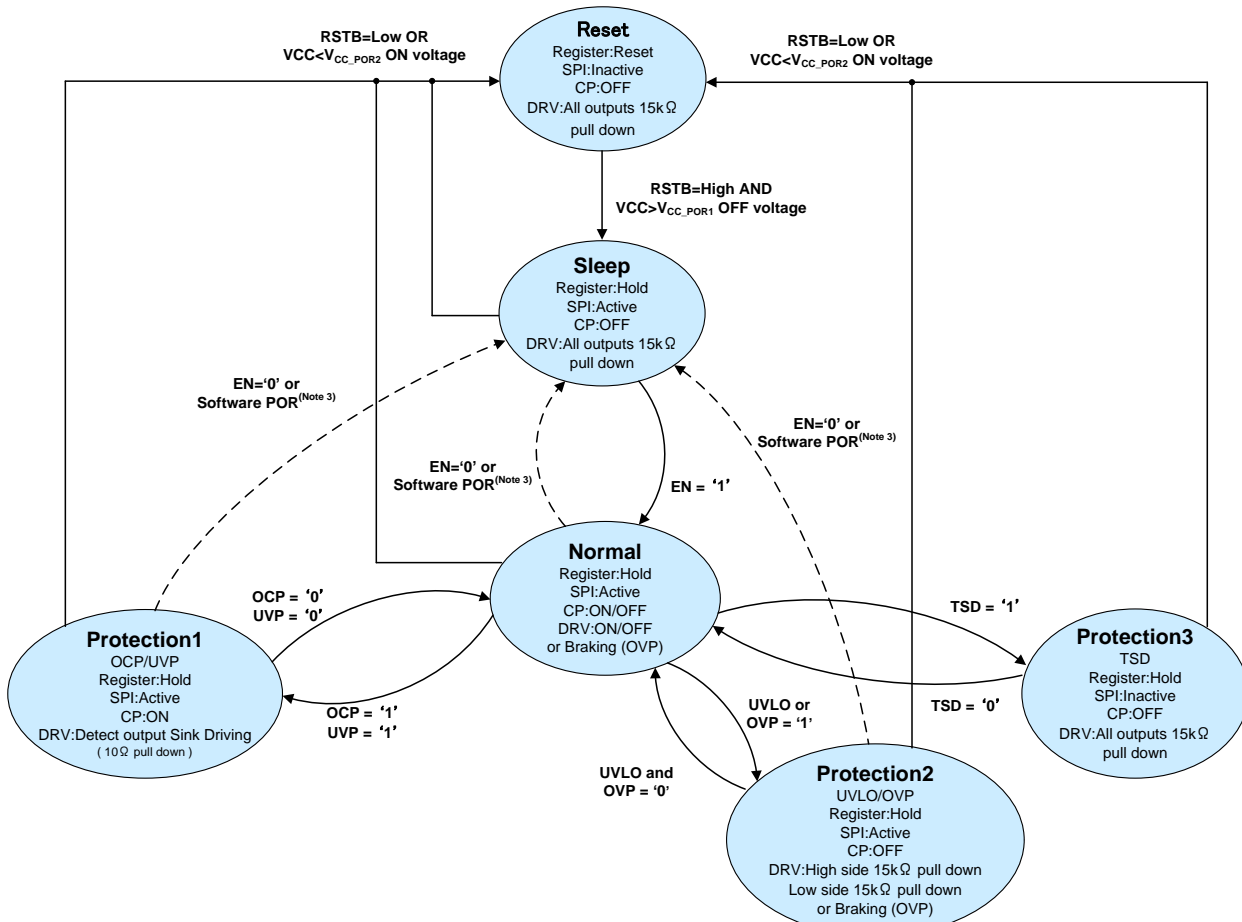 Reset
Register:Reset
SPI:Inactive
CP:OFF
DRV:All outputs 15kΩ
pull down
RSTB=Low OR
VCC<VCC_POR2 ON voltage
RSTB=Low OR
VCC<VCC_POR2 ON voltage
RSTB=High AND
VCC>VCC_POR1 OFF voltage
Sleep
Register:Hold
SPI:Active
CP:OFF
DRV:All outputs 15kΩ
pull down
EN='0' or
Software POR(Note 3)
EN='0' or
Software POR(Note 3)
EN='0' or
Software POR(Note 3)
EN = '1'
Normal
Register:Hold
SPI:Active
CP:ON/OFF
DRV:ON/OFF
or Braking (OVP)
OCP = '0'
UVP = '0'
OCP = '1'
UVP = '1'
TSD = '1'
TSD = '0'
UVLO or
OVP = '1'
UVLO and
OVP = '0'
Protection1
OCP/UVP
Register:Hold
SPI:Active
CP:ON
DRV:Detect output Sink Driving
( 10Ω pull down )
Protection3
TSD
Register:Hold
SPI:Inactive
CP:OFF
DRV:All outputs 15kΩ
pull down
Protection2
UVLO/OVP
Register:Hold
SPI:Active
CP:OFF
DRV:High side 15kΩ pull down
Low side 15kΩ pull down
or Braking (OVP)